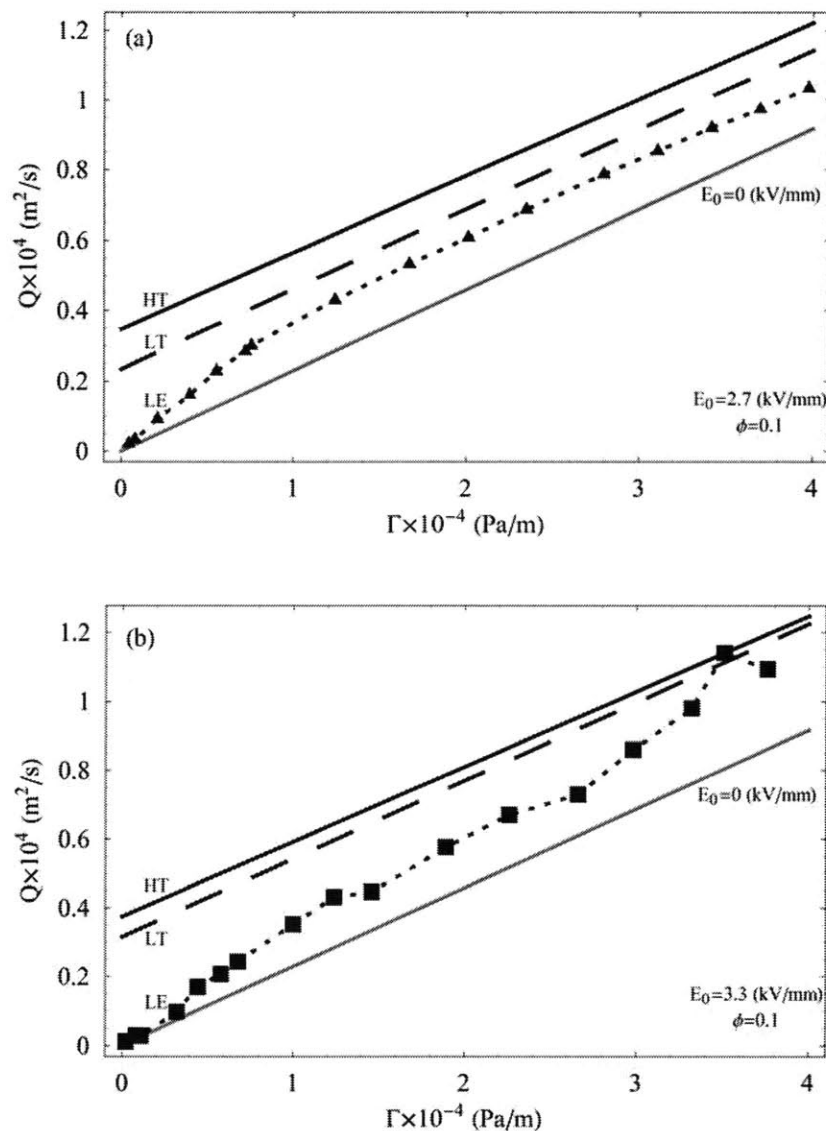 (a)
1.2
1
0.8
0.6
0.4
0.2
0
Q×10⁴ (m²/s)
HT
LT
LE
E₀=0 (kV/mm)
E₀=2.7 (kV/mm)
ϕ=0.1
0 1 2 3 4
Γ×10⁻⁴ (Pa/m)
(b)
1.2
1
0.8
0.6
0.4
0.2
0
Q×10⁴ (m²/s)
HT
LT
LE
E₀=0 (kV/mm)
E₀=3.3 (kV/mm)
ϕ=0.1
0 1 2 3 4
Γ×10⁻⁴ (Pa/m)